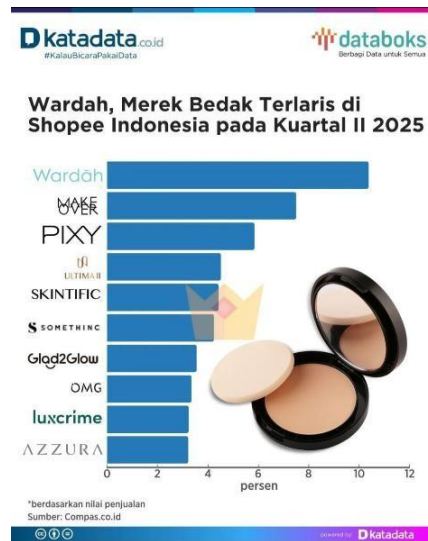 katadata.co.id
#KalauBicaraPakaiData
databoks
Berbagi Data untuk Semua
Wardah, Merek Bedak Terlaris di
Shopee Indonesia pada Kuartal II 2025
Wardāh
MAKE
OVER
PIXY
ULTIMA II
SKINTIFIC
SOMETHINC
Glad2Glow
OMG
luxcrime
AZZURA
0 2 4 6 8 10 12
persen
*berdasarkan nilai penjualan
Sumber: Compas.co.id
powered by katadata